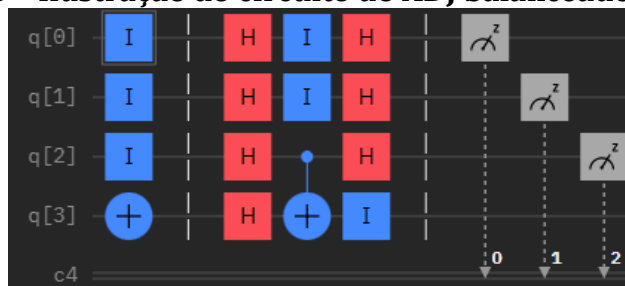 q[0] I H I H z
q[1] I H I H z
q[2] I H H z
q[3] + H + I
0 1 2
c4